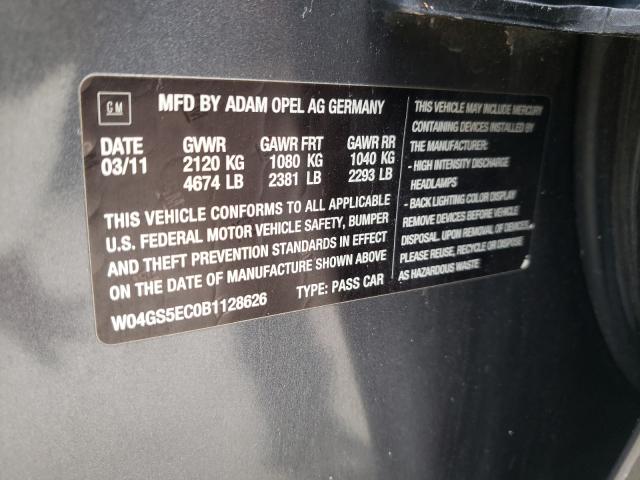 GM
MFD BY ADAM OPEL AG GERMANY
DATE GVWR GAWR FRT GAWR RR
03/11 2120 KG 1080 KG 1040 KG
4674 LB 2381 LB 2293 LB
THIS VEHICLE CONFORMS TO ALL APPLICABLE
U.S. FEDERAL MOTOR VEHICLE SAFETY, BUMPER
AND THEFT PREVENTION STANDARDS IN EFFECT
ON THE DATE OF MANUFACTURE SHOWN ABOVE
W04GS5EC0B1128626 TYPE: PASS CAR
THIS VEHICLE MAY INCLUDE MERCURY
CONTAINING DEVICES INSTALLED BY
THE MANUFACTURER:
- HIGH INTENSITY DISCHARGE
HEADLAMPS
- BACK LIGHTING COLOR DISPLAY
REMOVE DEVICES BEFORE VEHICLE
DISPOSAL. UPON REMOVAL OF DEVICES,
PLEASE REUSE, RECYCLE OR DISPOSE
AS HAZARDOUS WASTE